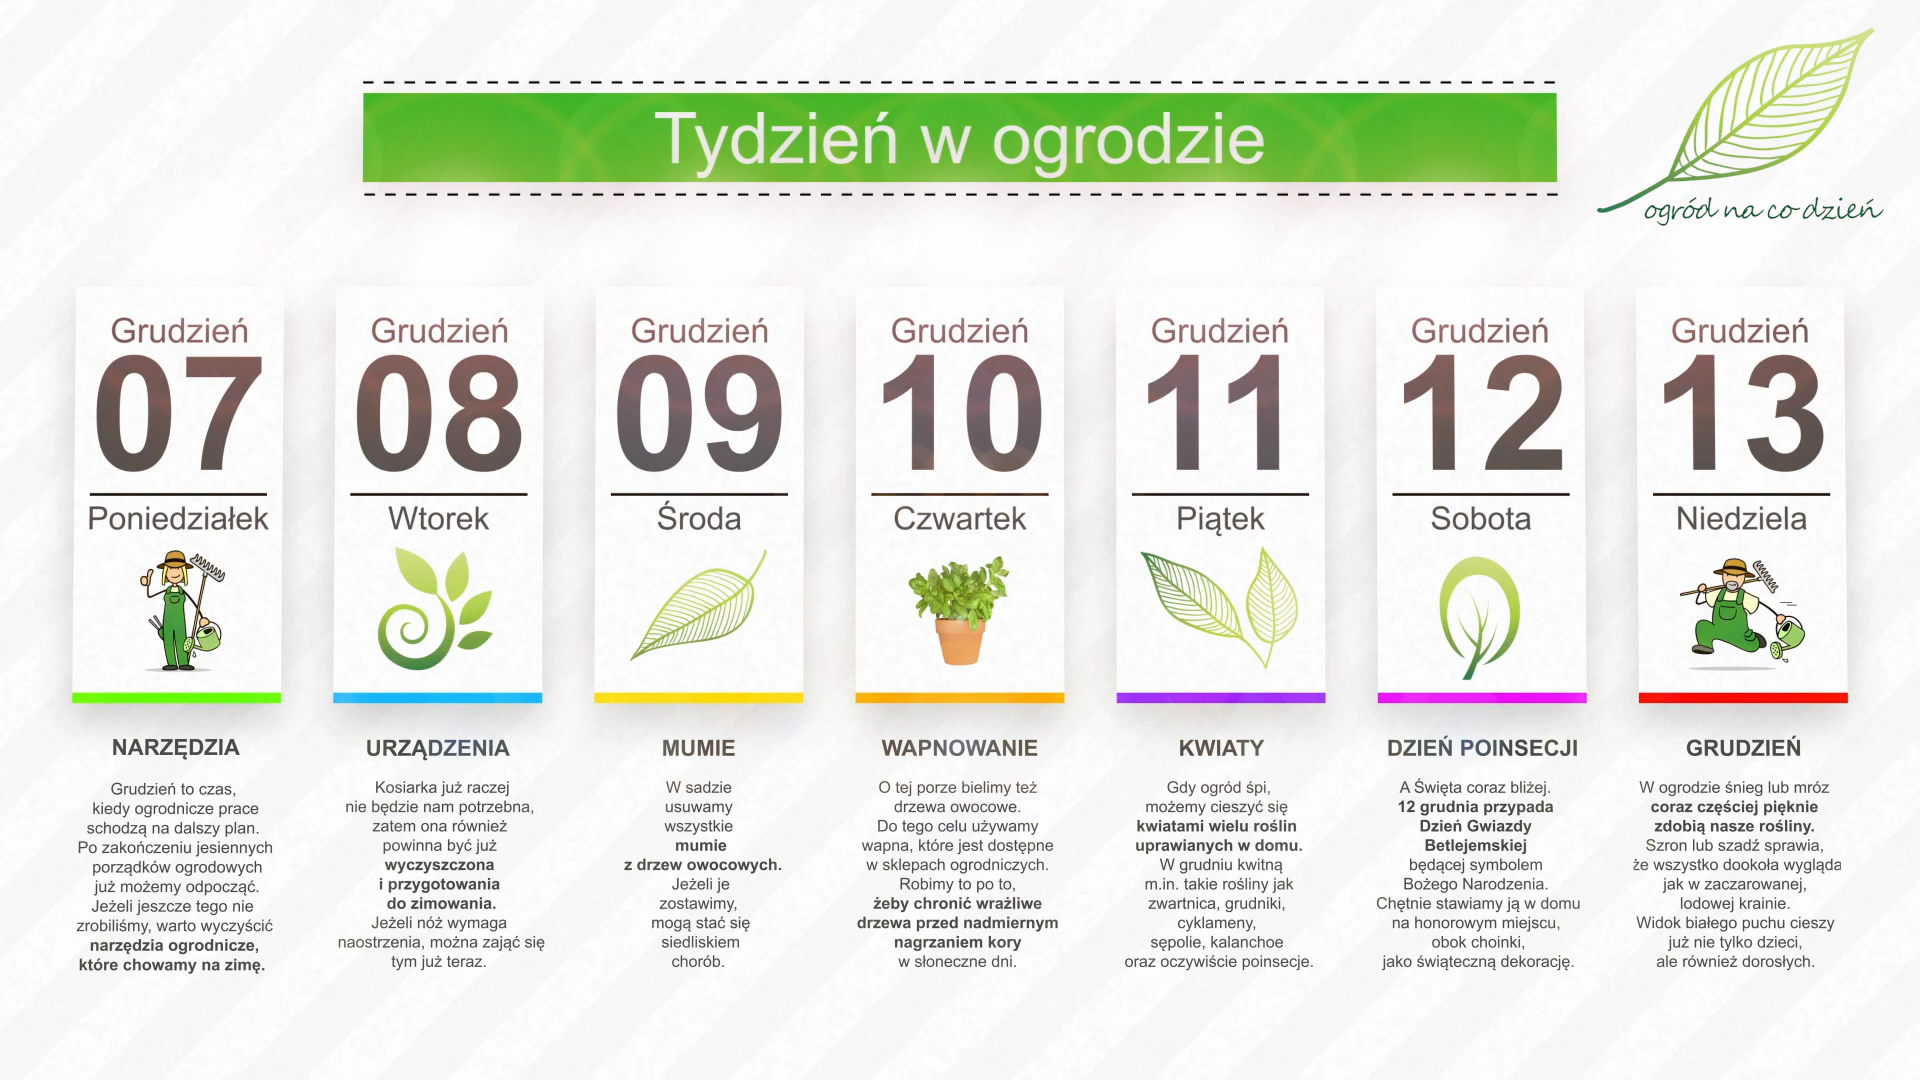 Tydzień w ogrodzie
ogród na co dzień
Grudzień
07
Poniedziałek
NARZĘDZIA
Grudzień to czas,
kiedy ogrodnicze prace
schodzą na dalszy plan.
Po zakończeniu jesiennych
porządków ogrodowych
już możemy odpocząć.
Jeżeli jeszcze tego nie
zrobiliśmy, warto wyczyścić
narzędzia ogrodnicze,
które chowamy na zimę.
Grudzień
08
Wtorek
URZĄDZENIA
Kosiarka już raczej
nie będzie nam potrzebna,
zatem ona również
powinna być już
wyczyszczona
i przygotowania
do zimowania.
Jeżeli nóż wymaga
naostrzenia, można zająć się
tym już teraz.
Grudzień
09
Środa
MUMIE
W sadzie
usuwamy
wszystkie
mumie
z drzew owocowych.
Jeżeli je
zostawimy,
mogą stać się
siedliskiem
chorób.
Grudzień
10
Czwartek
WAPNOWANIE
O tej porze bielimy też
drzewa owocowe.
Do tego celu używamy
wapna, które jest dostępne
w sklepach ogrodniczych.
Robimy to po to,
żeby chronić wrażliwe
drzewa przed nadmiernym
nagrzaniem kory
w słoneczne dni.
Grudzień
11
Piątek
KWIATY
Gdy ogród śpi,
możemy cieszyć się
kwiatami wielu roślin
uprawianych w domu.
W grudniu kwitną
m.in. takie rośliny jak
zwartnica, grudniki,
cyklameny,
sępolie, kalanchoe
oraz oczywiście poinsecje.
Grudzień
12
Sobota
DZIEŃ POINSECJI
A Święta coraz bliżej.
12 grudnia przypada
Dzień Gwiazdy
Betlejemskiej
będącej symbolem
Bożego Narodzenia.
Chętnie stawiamy ją w domu
na honorowym miejscu,
obok choinki,
jako świąteczną dekorację.
Grudzień
13
Niedziela
GRUDZIEŃ
W ogrodzie śnieg lub mróz
coraz częściej pięknie
zdobią nasze rośliny.
Szron lub szadź sprawia,
że wszystko dookoła wygląda
jak w zaczarowanej,
lodowej krainie.
Widok białego puchu cieszy
już nie tylko dzieci,
ale również dorosłych.